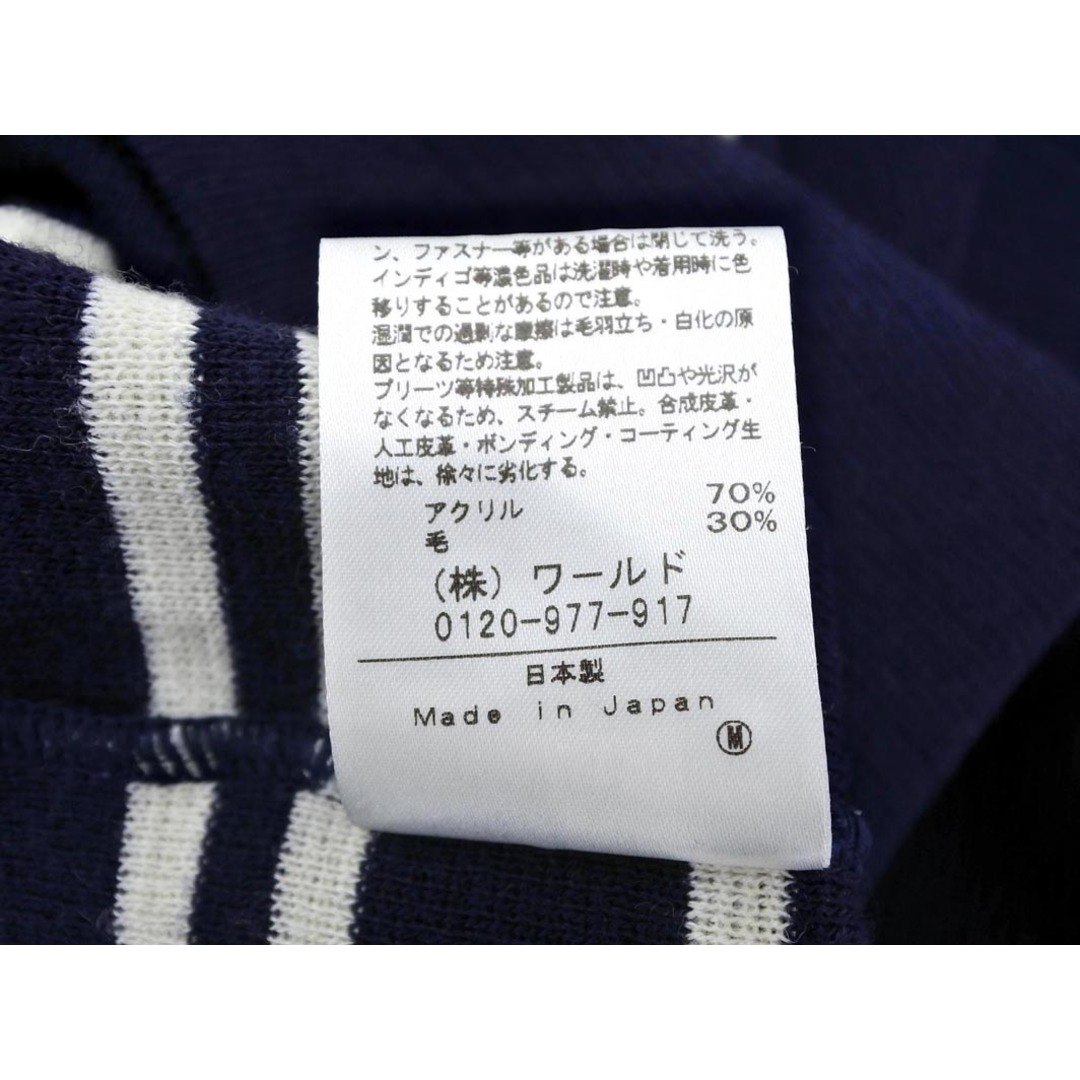 ン、ファスナー等がある場合は閉じて洗う。
インディゴ等濃色品は洗濯時や着用時に色
移りすることがあるので注意。
湿潤での過剰な摩擦は毛羽立ち・白化の原
因となるため注意。
プリーツ等特殊加工製品は、凹凸や光沢が
なくなるため、スチーム禁止。合成皮革・
人工皮革・ボンディング・コーティング生
地は、徐々に劣化する。
アクリル 70%
毛 30%
(株) ワールド
0120-977-917
日本製
Made in Japan
M